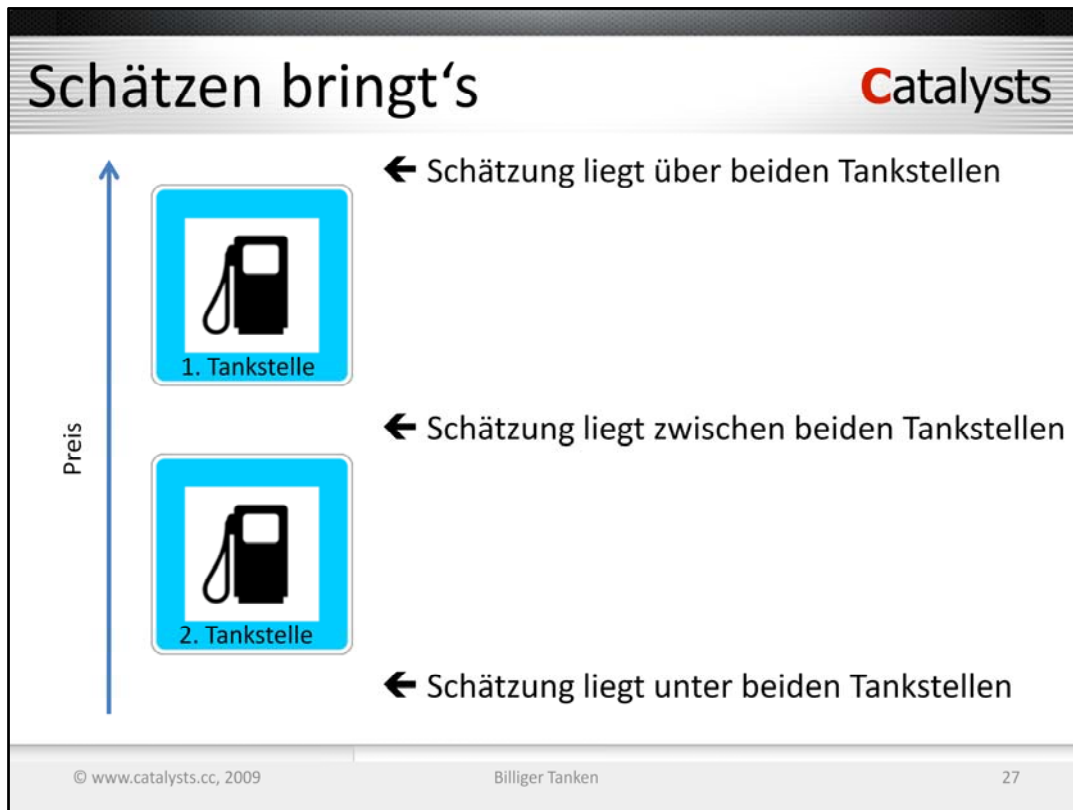 Schätzen bringt‘s
Catalysts
← Schätzung liegt über beiden Tankstellen
1. Tankstelle
Preis
← Schätzung liegt zwischen beiden Tankstellen
2. Tankstelle
← Schätzung liegt unter beiden Tankstellen
© www.catalysts.cc, 2009
Billiger Tanken
27